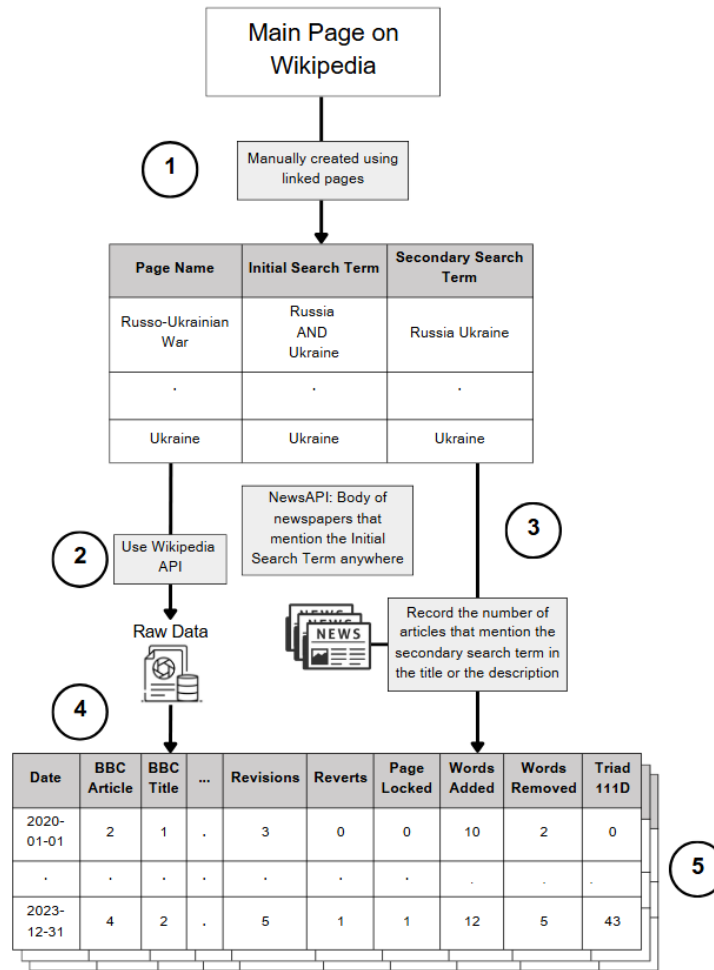 Main Page on
Wikipedia
1
Manually created using
linked pages
Page Name
Initial Search Term
Secondary Search
Term
Russo-Ukrainian
War
Russia
AND
Ukraine
Russia Ukraine
. . .
Ukraine
Ukraine
Ukraine
NewsAPI: Body of
newspapers that
mention the Initial
Search Term anywhere
2
Use Wikipedia
API
3
Raw Data
NEWS
Record the number of
articles that mention the
secondary search term in
the title or the description
4
Date
BBC
Article
BBC
Title
...
Revisions
Reverts
Page
Locked
Words
Added
Words
Removed
Triad
111D
2020-
01-01
2
1
.
3
0
0
10
2
0
. . . . . . . . . .
2023-
12-31
4
2
.
5
1
1
12
5
43
5